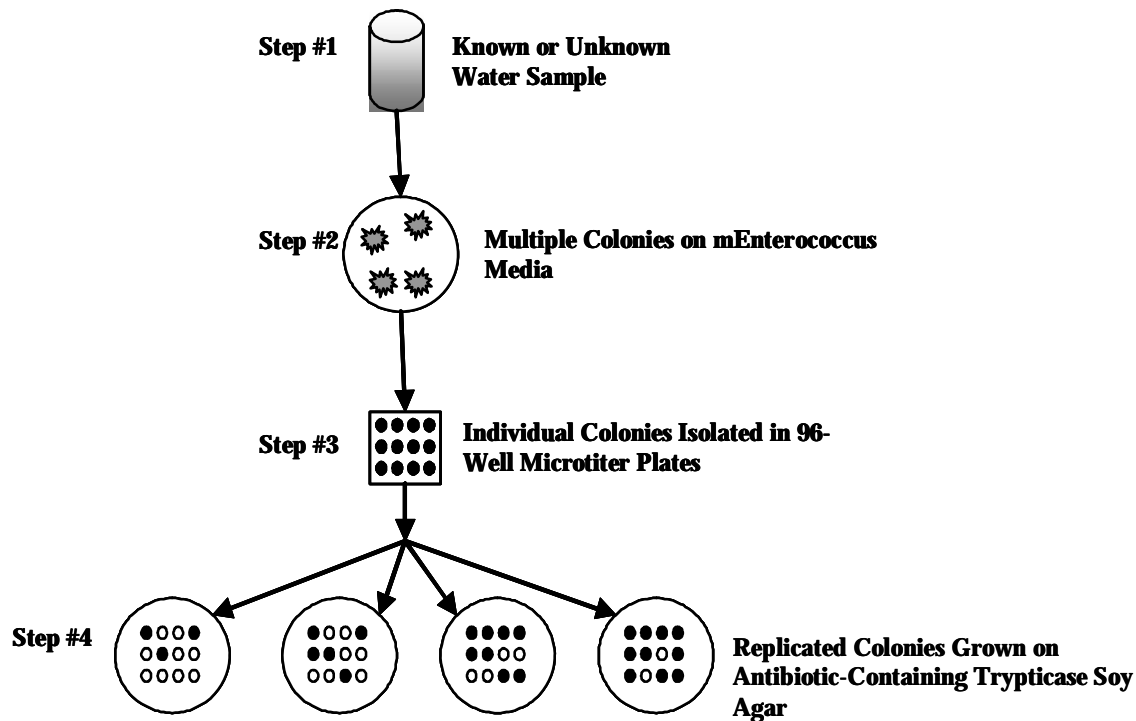 Step #1
Known or Unknown
Water Sample
Step #2
Multiple Colonies on mEnterococcus
Media
Step #3
Individual Colonies Isolated in 96-
Well Microtiter Plates
Step #4
Replicated Colonies Grown on
Antibiotic-Containing Trypticase Soy
Agar